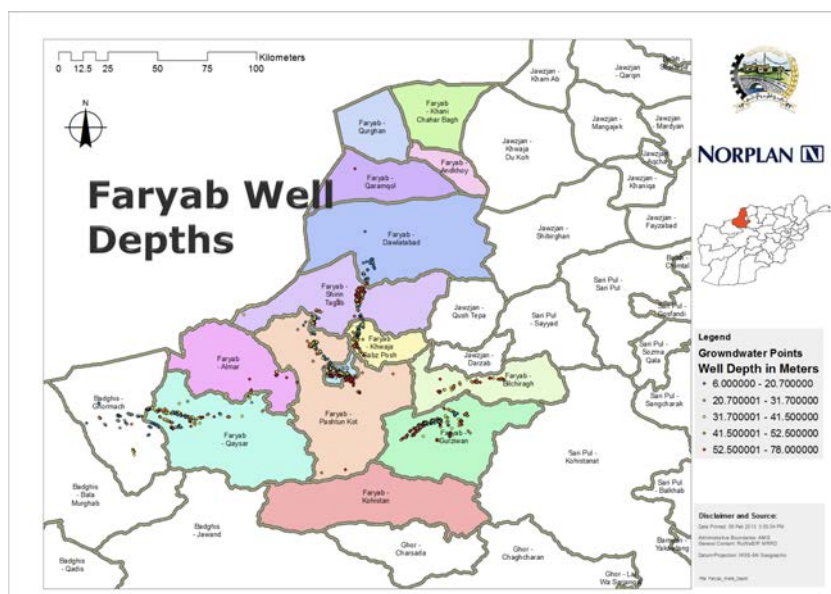 Kilometers
0 12.5 25 50 75 100
N
Faryab Well
Depths
Faryab -
Qurghan
Faryab -
Khani
Chahar Bagh
Faryab -
Andkhoy
Faryab -
Qaramqol
Faryab -
Dawlatabad
Faryab -
Shirin
Tagab
Faryab -
Khwaja
Sabz Posh
Faryab
- Almar
Faryab -
Bilchiragh
Faryab -
Pashtun Kot
Faryab -
Qaysar
Faryab -
Gurziwan
Faryab -
Kohistan
Badghis -
Ghormach
Badghis
- Bala
Murghab
Badghis
- Jawand
Badghis
- Qadis
Ghor -
Charsada
Ghor -
Chaghcharan
Ghor - Lal
Jawzjan -
Kham Ab
Jawzjan
- Qarqin
Jawzjan -
Mangajek
Jawzjan
- Mardyan
Jawzjan -
Khwaja
Du Koh
Jawzjan
- Aqcha
Jawzjan
- Khaniqa
Jawzjan -
Shibirghan
Jawzjan -
Fayzabad
Jawzjan -
Qush Tepa
Jawzjan
- Darzab
Sari Pul -
Sari Pul
Sari Pul
- Sayyad
Sari Pul
- Gosfandi
Sari Pul
- Sozma
Qala
Sari Pul -
Sangcharak
Sari Pul -
Kohistanat
Sari Pul
- Balkhab
NORPLAN N
Legend
Growndwater Points
Well Depth in Meters
6.000000 - 20.700000
20.700001 - 31.700000
31.700001 - 41.500000
41.500001 - 52.500000
52.500001 - 78.000000
Disclaimer and Source: